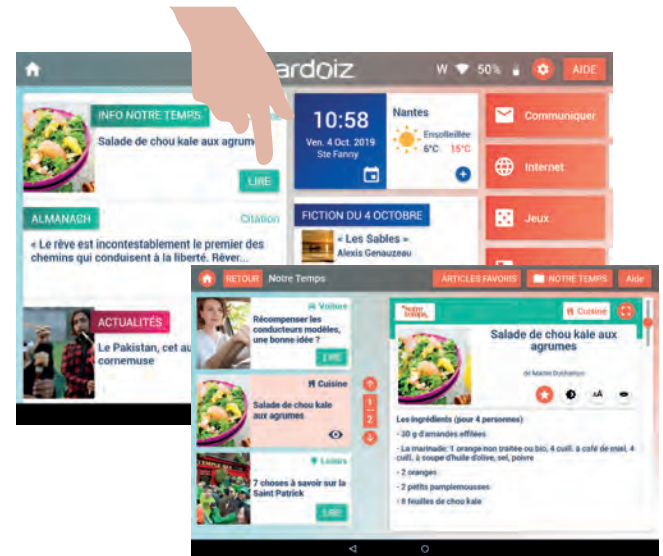 ardoiz
W
50%
AIDE
INFO NOTRE TEMPS
Salade de chou kale aux agrum
LIRE
10:58
Ven. 4 Oct. 2019
Ste Fanny
Nantes
Ensolleillée
6°C 15°C
Communiquer
Internet
Jeux
ALMANACH
Citation
« Le rêve est incontestablement le premier des
chemins qui conduisent à la liberté. Rêver...
FICTION DU 4 OCTOBRE
« Les Sables »
Alexis Genauzeau
ACTUALITÉS
Le Pakistan, cet au
cornemuse
RETOUR
Notre Temps
ARTICLES FAVORIS
NOTRE TEMPS
Aide
Voiture
Récompenser les
conducteurs modèles,
une bonne idée ?
LIRE
Cuisine
Salade de chou kale
aux agrumes
Loisirs
7 choses à savoir sur la
Saint Patrick
LIRE
1
2
Notre
temps
Cuisine
Salade de chou kale aux
agrumes
AA
Les ingrédients (pour 4 personnes)
- 30 g d'amandes effilées
- La marinade: 1 orange non traitée ou bio, 4 cuill. à café de miel, 4
cuill. à soupe d'huile d'olive, sel, poivre
- 2 oranges
- 2 petits pamplemousses
- 8 feuilles de chou kale